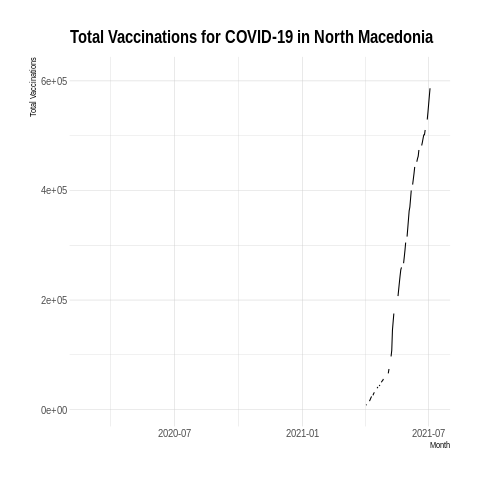 Total Vaccinations for COVID-19 in North Macedonia
Total Vaccinations
6e+05
4e+05
2e+05
0e+00
2020-07
2021-01
2021-07
Month